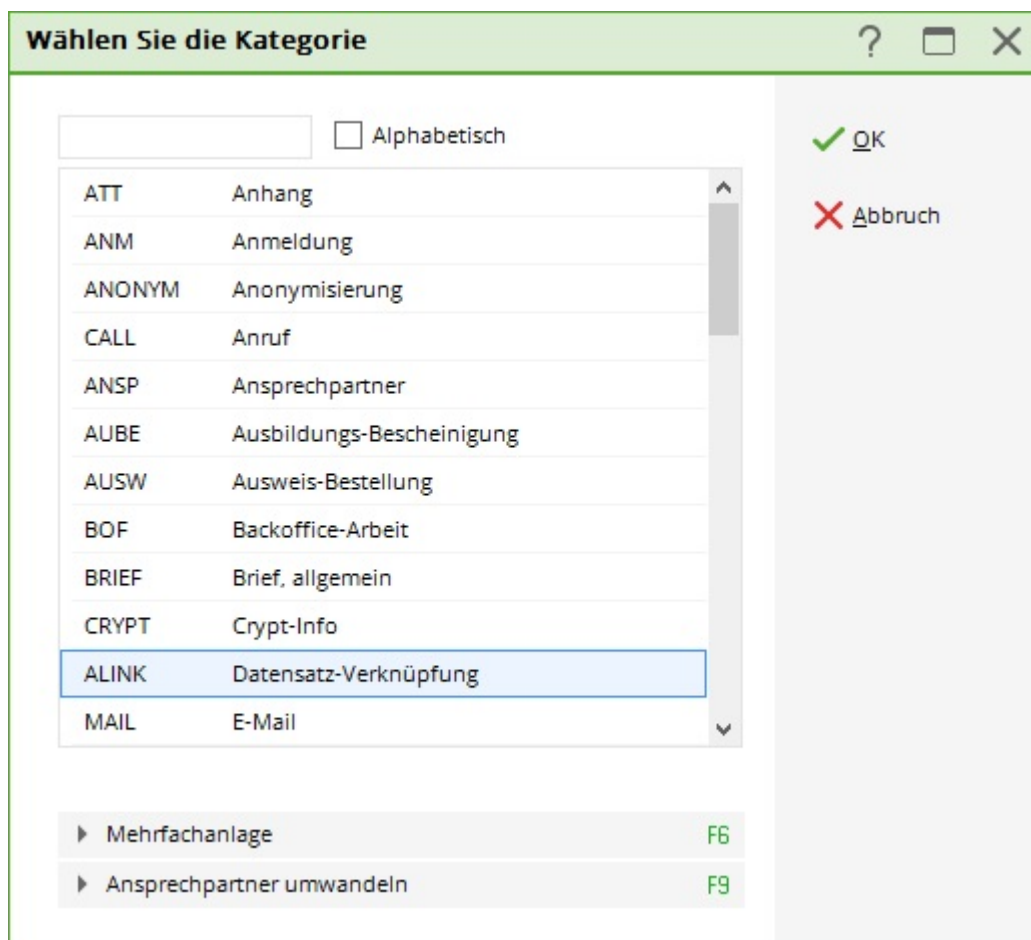 Wählen Sie die Kategorie
Alphabetisch
OK
Abbruch
ATT Anhang
ANM Anmeldung
ANONYM Anonymisierung
CALL Anruf
ANSP Ansprechpartner
AUBE Ausbildungs-Bescheinigung
AUSW Ausweis-Bestellung
BOF Backoffice-Arbeit
BRIEF Brief, allgemein
CRYPT Crypt-Info
ALINK Datensatz-Verknüpfung
MAIL E-Mail
Mehrfachanlage F6
Ansprechpartner umwandeln F9